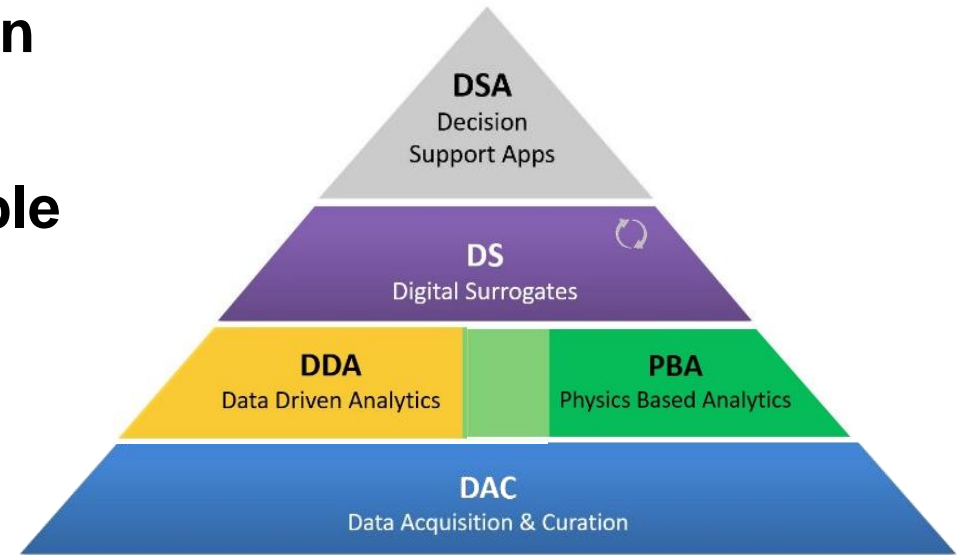 DSA
Decision
Support Apps
DS
Digital Surrogates
DDA
Data Driven Analytics
PBA
Physics Based Analytics
DAC
Data Acquisition & Curation